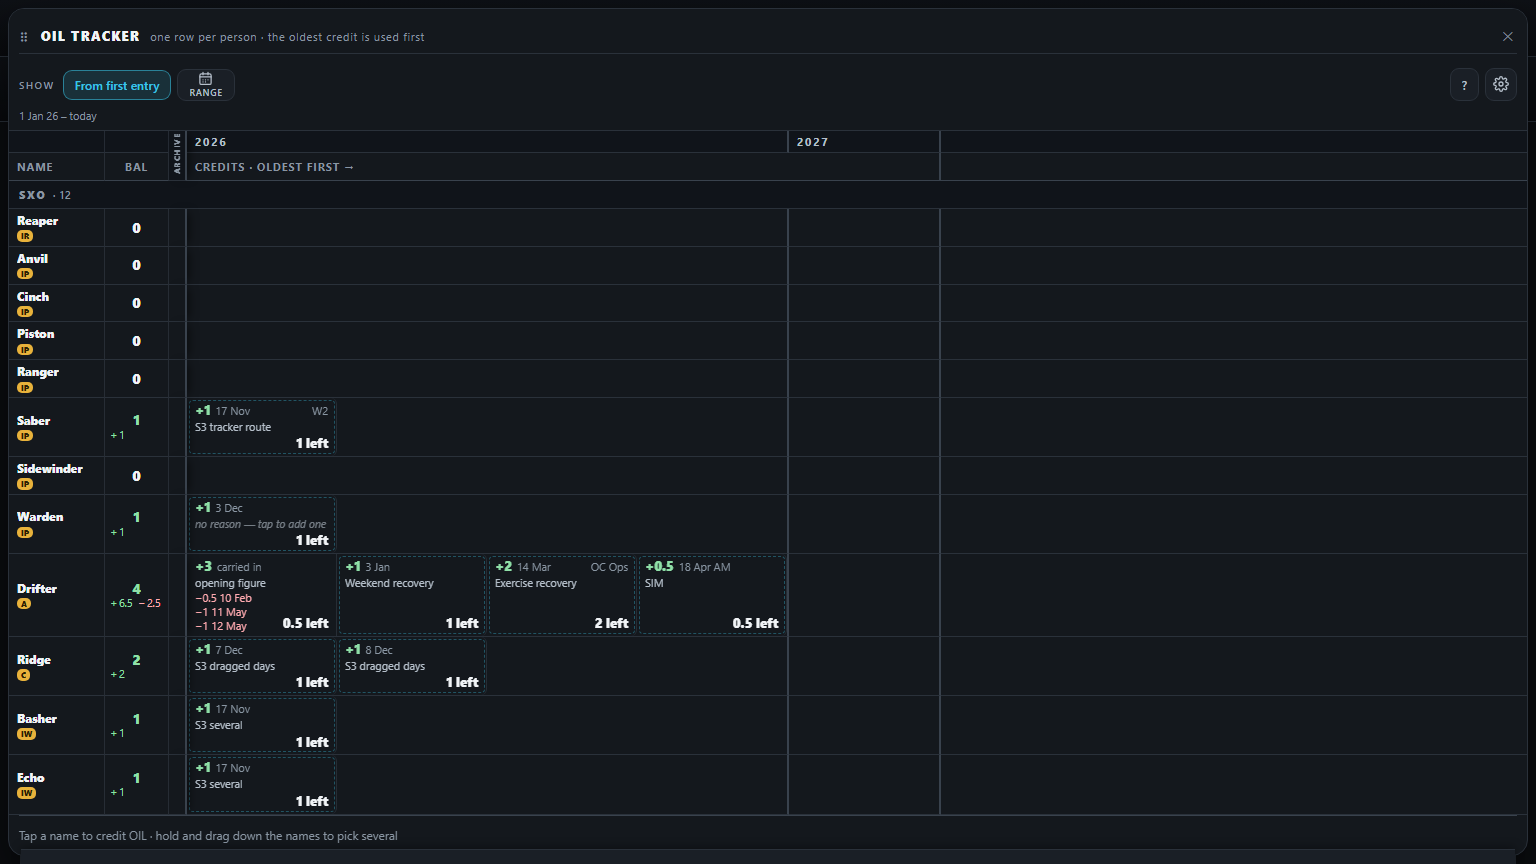 OIL TRACKER one row per person · the oldest credit is used first
SHOW From first entry RANGE ?
1 Jan 26 – today
ARCHIVE 2026 2027
NAME BAL CREDITS · OLDEST FIRST →
SXO · 12
Reaper 0
IR
Anvil 0
IP
Cinch 0
IP
Piston 0
IP
Ranger 0
IP
Saber 1
IP +1
+1 17 Nov W2
S3 tracker route
1 left
Sidewinder 0
IP
Warden 1
IP +1
+1 3 Dec
no reason — tap to add one
1 left
Drifter 4
A +6.5 −2.5
+3 carried in
opening figure
−0.5 10 Feb
−1 11 May
−1 12 May
0.5 left
+1 3 Jan
Weekend recovery
1 left
+2 14 Mar OC Ops
Exercise recovery
2 left
+0.5 18 Apr AM
SIM
0.5 left
Ridge 2
C +2
+1 7 Dec
S3 dragged days
1 left
+1 8 Dec
S3 dragged days
1 left
Basher 1
IW +1
+1 17 Nov
S3 several
1 left
Echo 1
IW +1
+1 17 Nov
S3 several
1 left
Tap a name to credit OIL · hold and drag down the names to pick several